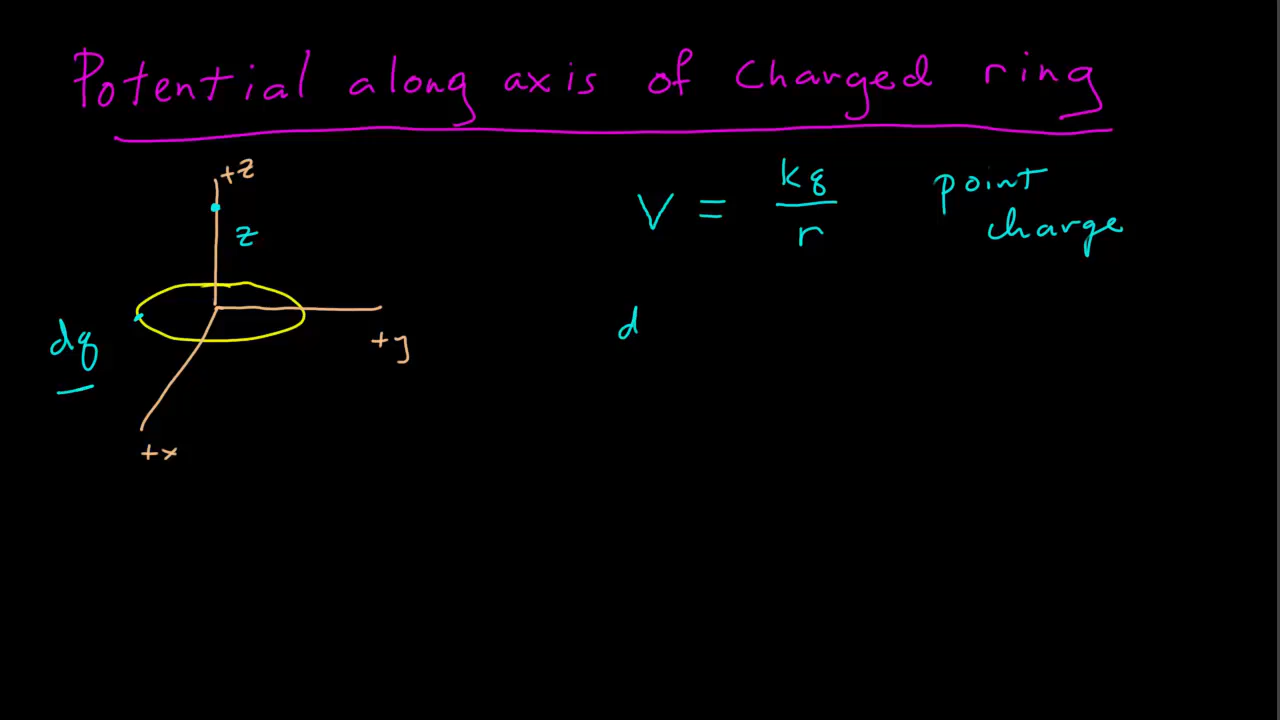 Potential along axis of charged ring
+z
z
V = kq/r point charge
dq
d
+y
+x